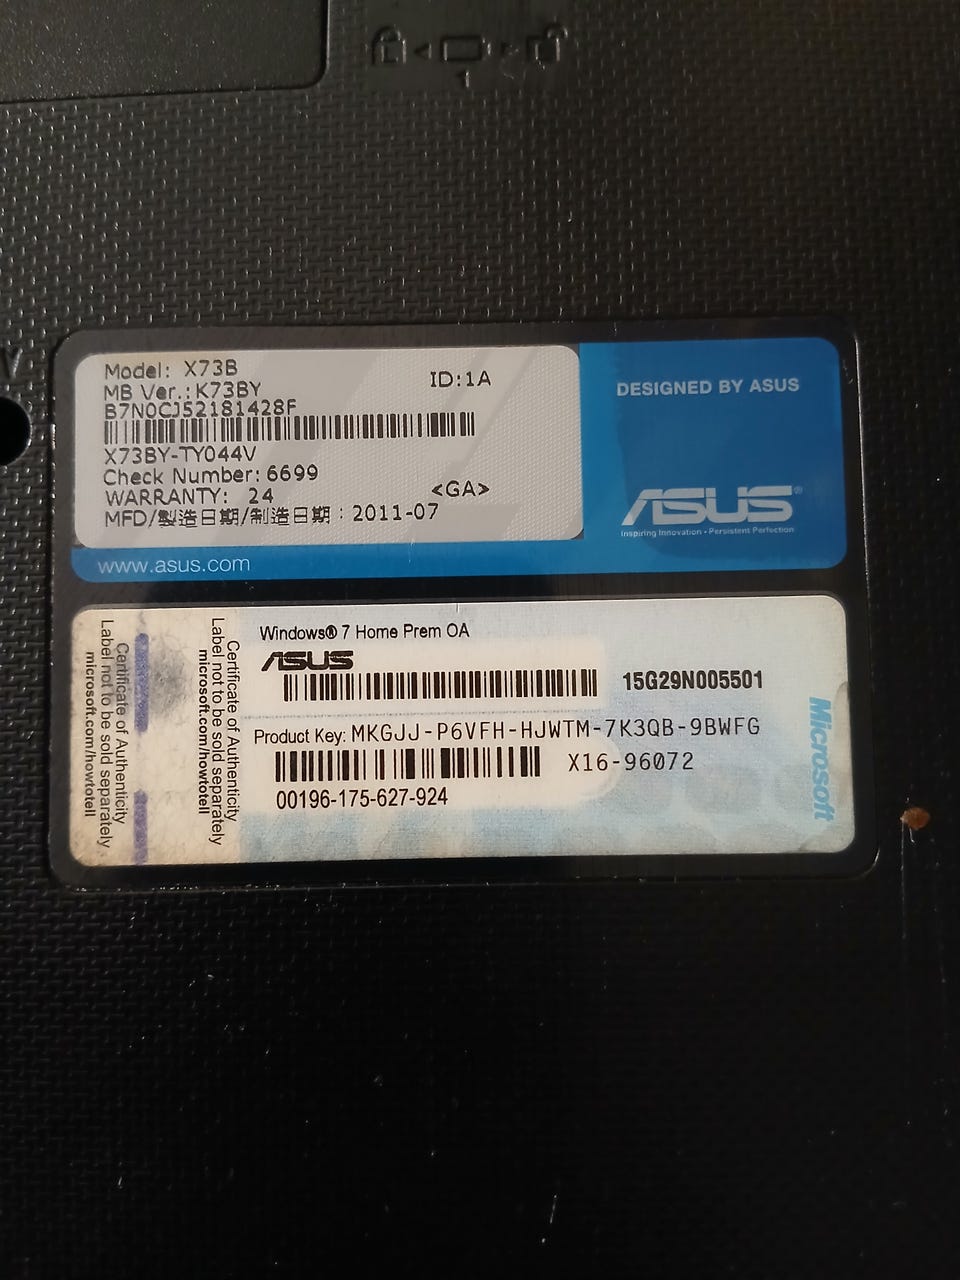 Model: X73B
ID:1A
MB Ver.:K73BY
B7N0CJ52181428F
X73BY-TY044V
Check Number:6699
WARRANTY: 24
<GA>
MFD/製造日期/制造日期:2011-07
www.asus.com
DESIGNED BY ASUS
ASUS®
Inspiring Innovation • Persistent Perfection
Certificate of Authenticity
Label not to be sold separately
microsoft.com/howtotell
Certificate of Authenticity
Label not to be sold separately
microsoft.com/howtotell
Windows® 7 Home Prem OA
ASUS
15G29N005501
Product Key: MKGJJ-P6VFH-HJWTM-7K3QB-9BWFG
X16-96072
00196-175-627-924
Microsoft